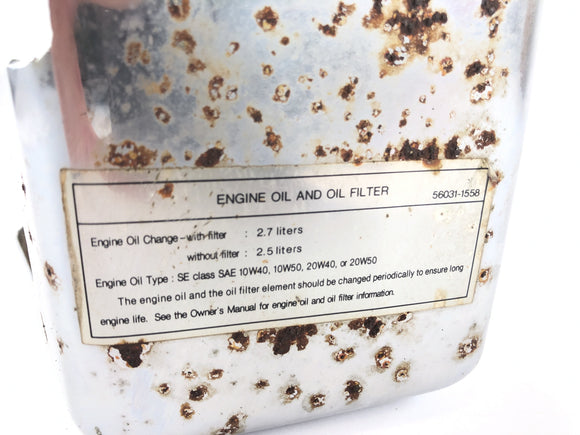 ENGINE OIL AND OIL FILTER 56031-1558
Engine Oil Change - with filter : 2.7 liters
without filter : 2.5 liters
Engine Oil Type : SE class SAE 10W40, 10W50, 20W40, or 20W50
The engine oil and the oil filter element should be changed periodically to ensure long
engine life. See the Owner's Manual for engine oil and oil filter information.